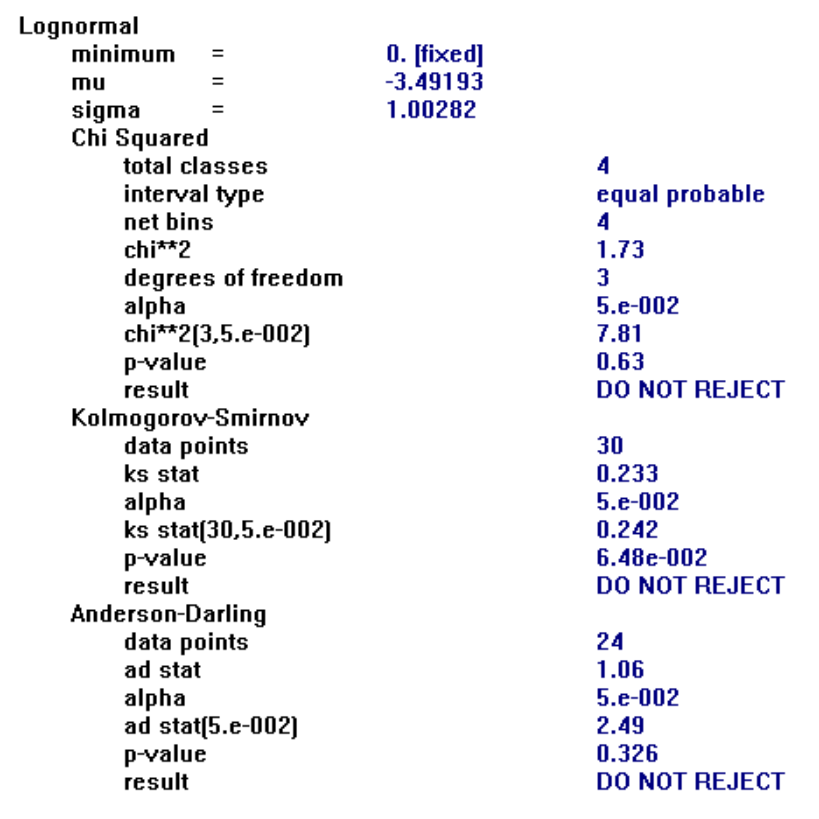 Lognormal
minimum = 0. [fixed]
mu = -3.49193
sigma = 1.00282
Chi Squared
total classes 4
interval type equal probable
net bins 4
chi**2 1.73
degrees of freedom 3
alpha 5.e-002
chi**2(3,5.e-002) 7.81
p-value 0.63
result DO NOT REJECT
Kolmogorov-Smirnov
data points 30
ks stat 0.233
alpha 5.e-002
ks stat(30,5.e-002) 0.242
p-value 6.48e-002
result DO NOT REJECT
Anderson-Darling
data points 24
ad stat 1.06
alpha 5.e-002
ad stat(5.e-002) 2.49
p-value 0.326
result DO NOT REJECT